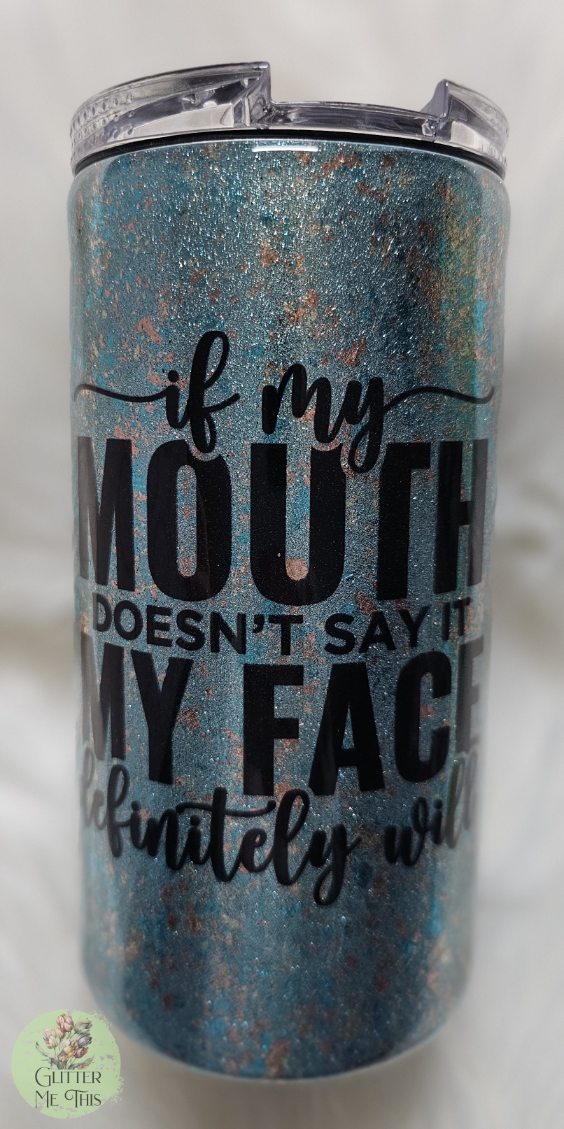 if my
MOUTH
DOESN'T SAY IT
MY FACE
definitely will
GLITTER
ME THIS